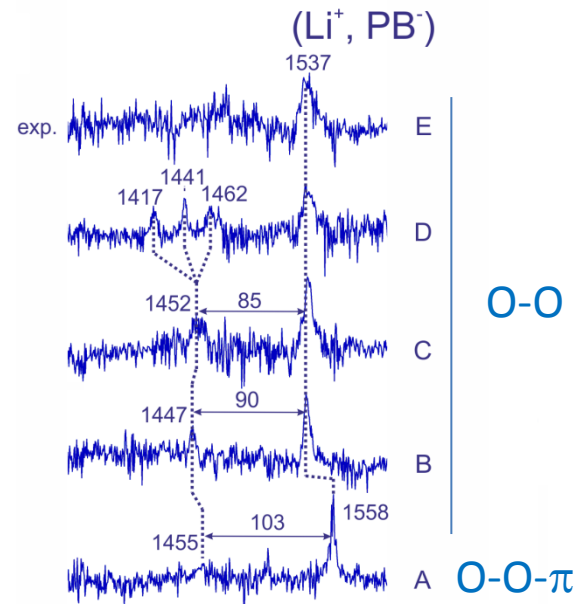 (Li⁺, PB⁻)
1537
exp.
E
1441
1417
1462
D
O-O
1452
85
C
1447
90
B
1558
103
1455
A
O-O-π